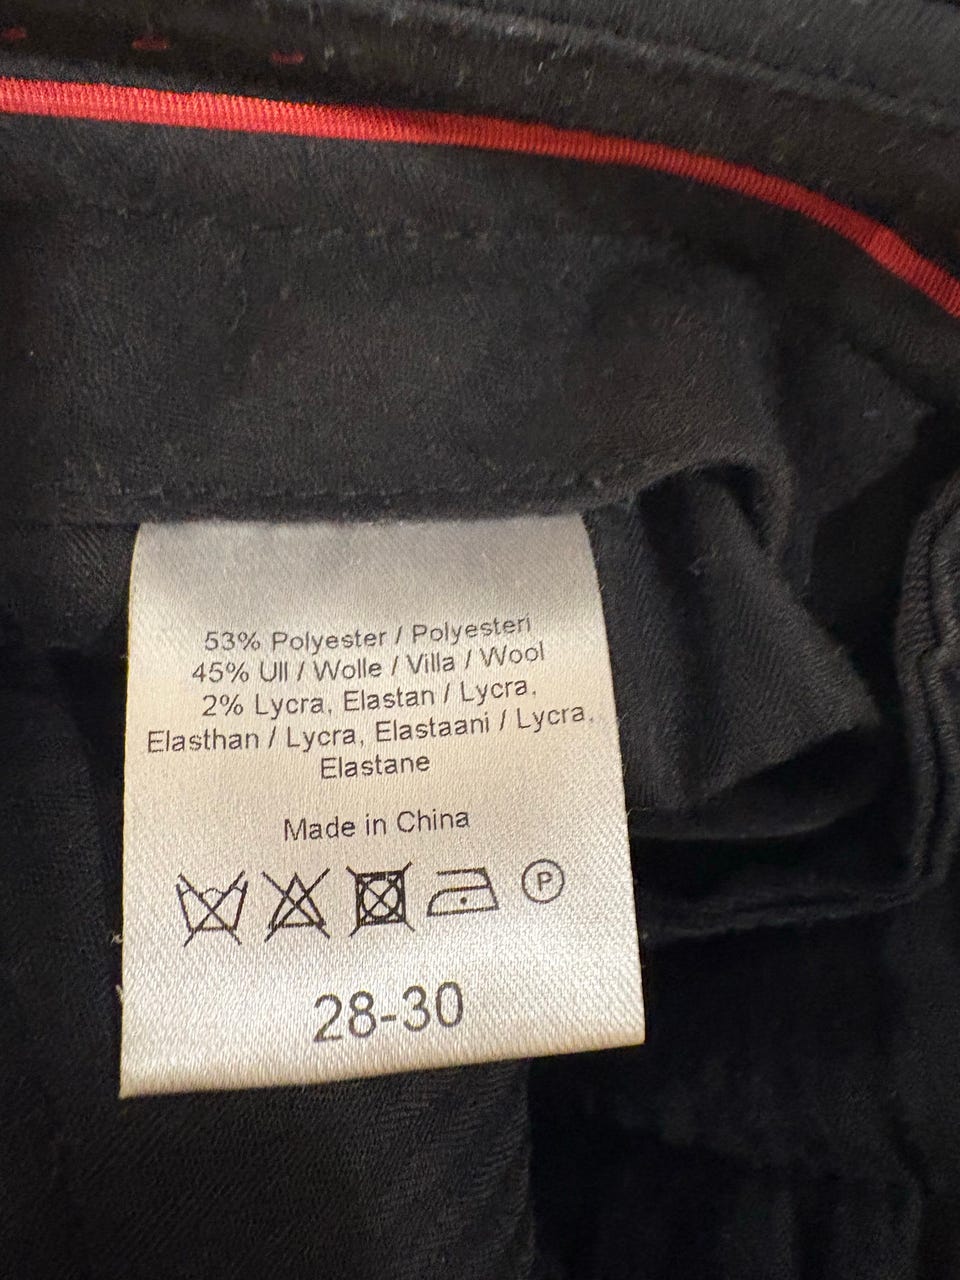 53% Polyester / Polyesteri
45% Ull / Wolle / Villa / Wool
2% Lycra, Elastan / Lycra,
Elasthan / Lycra, Elastaani / Lycra,
Elastane
Made in China
P
28-30